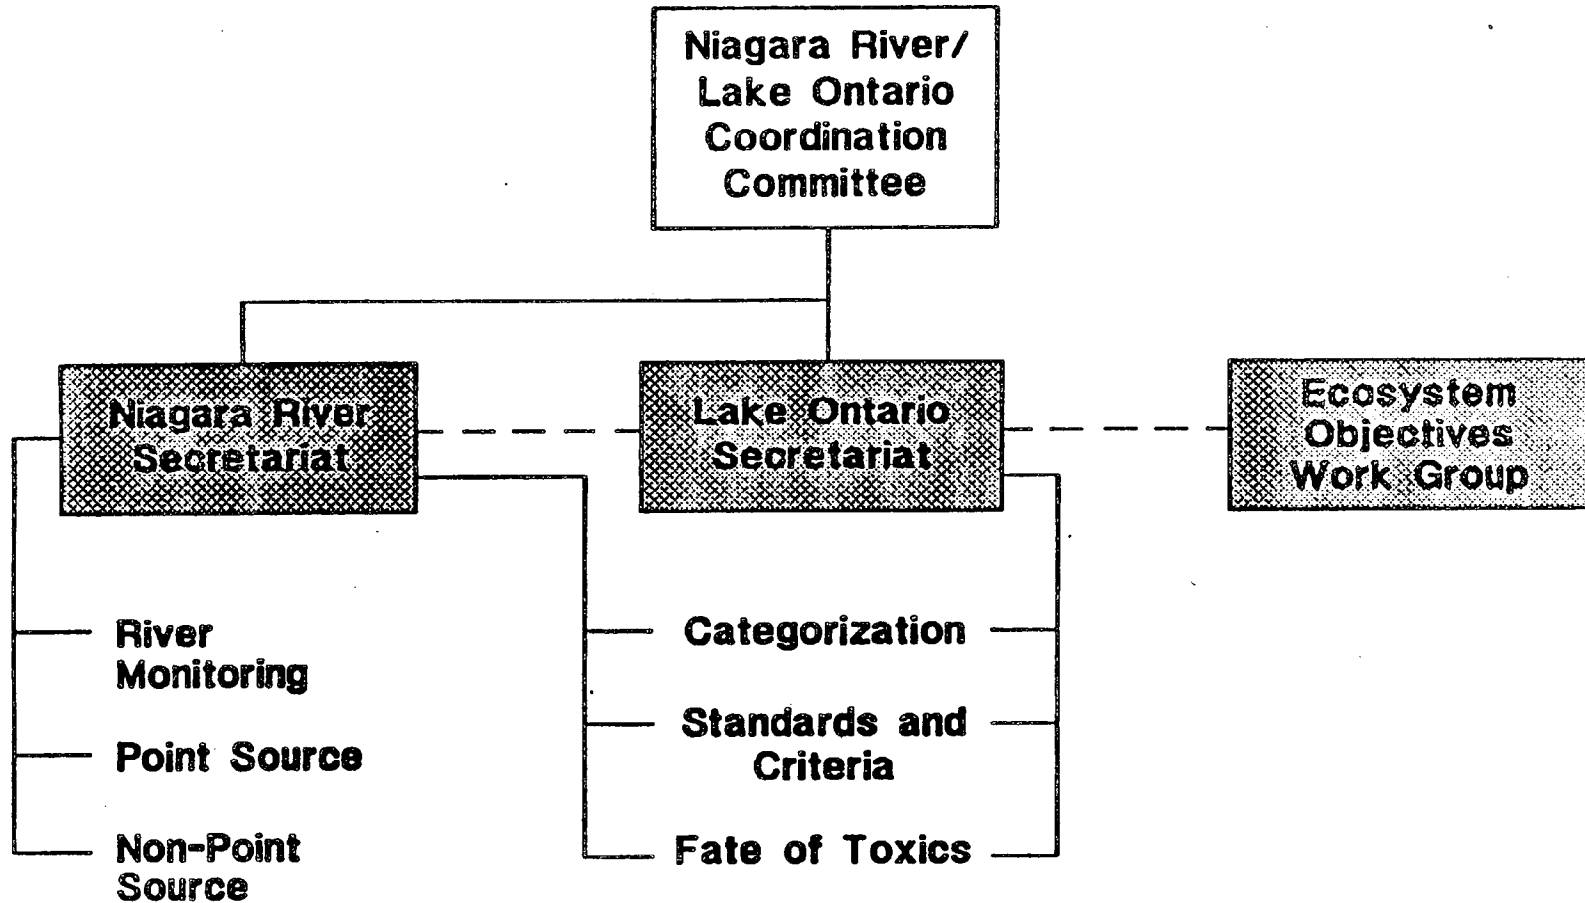 Niagara River/
Lake Ontario
Coordination
Committee
Niagara River
Secretariat
Lake Ontario
Secretariat
Ecosystem
Objectives
Work Group
River
Monitoring
Point Source
Non-Point
Source
Categorization
Standards and
Criteria
Fate of Toxics